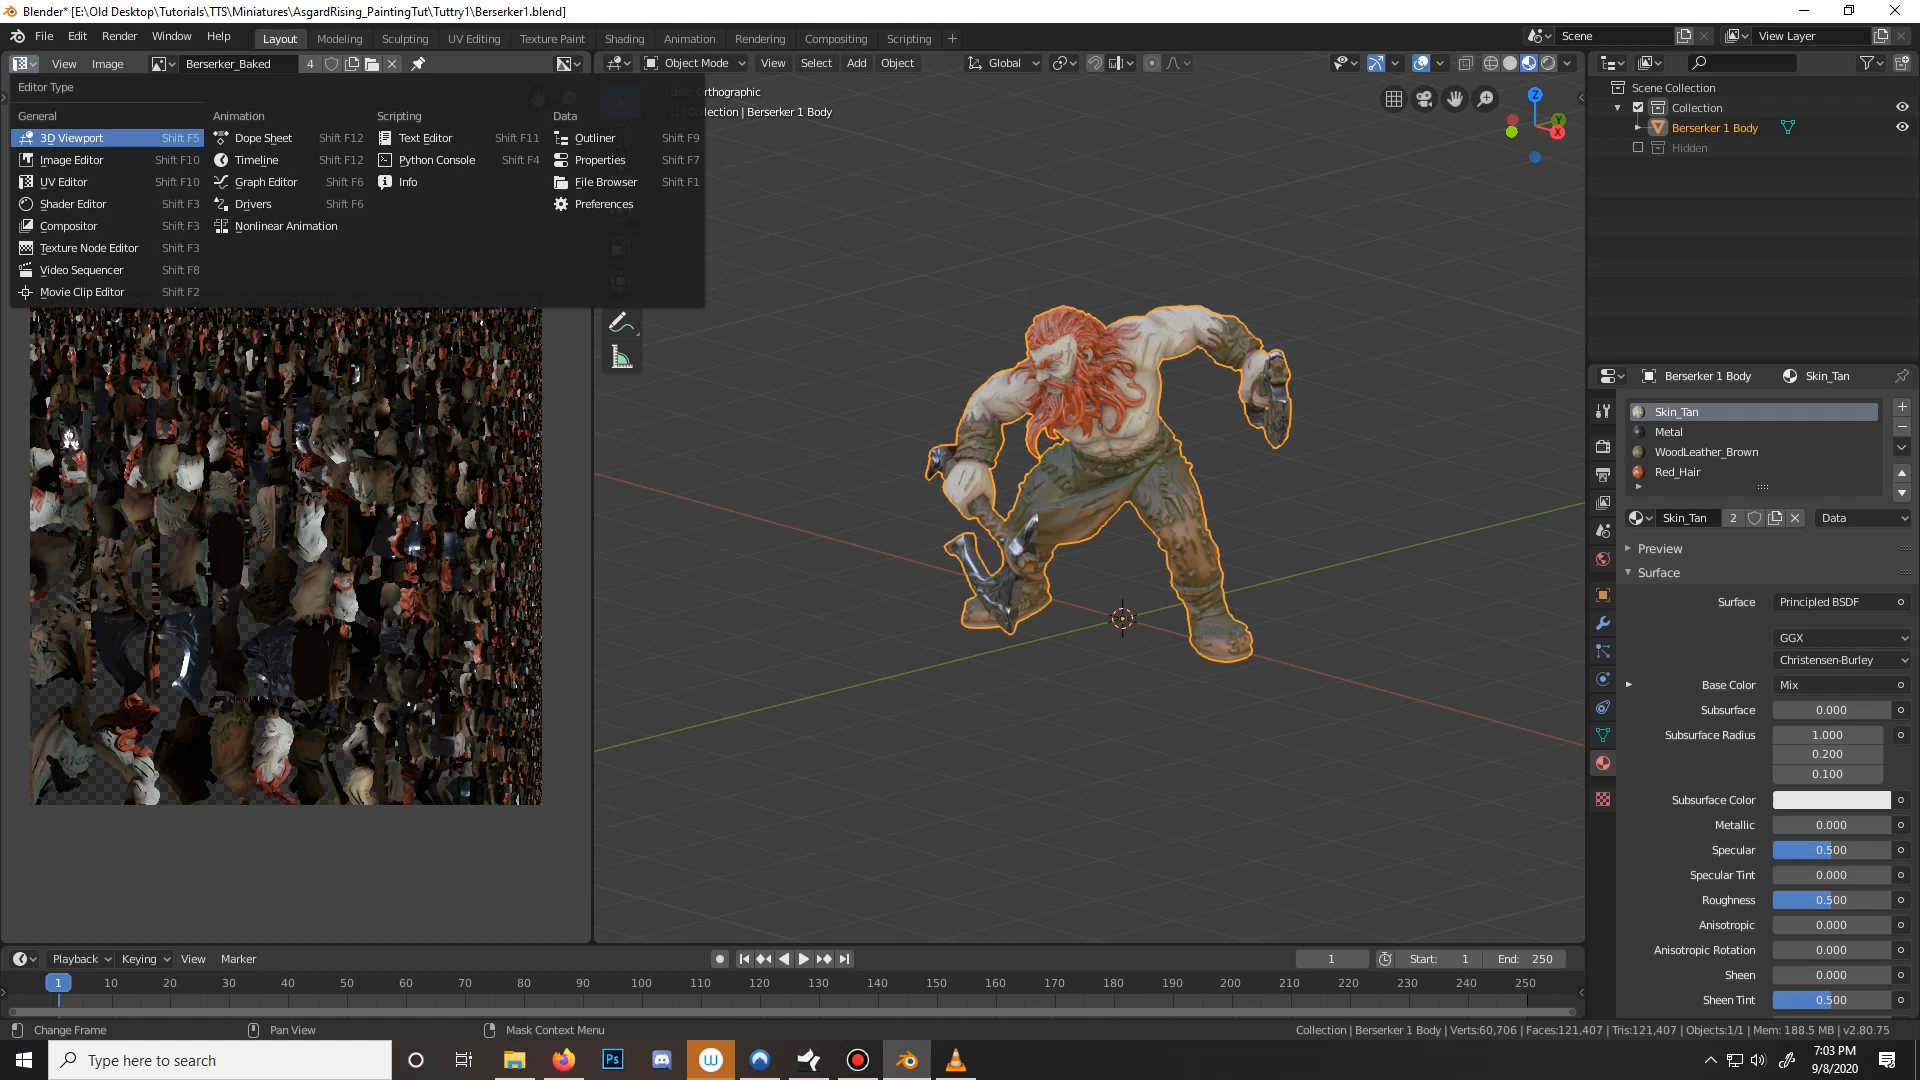 Blender* [E:\Old Desktop\Tutorials\TTS\Miniatures\AsgardRising_PaintingTut\Tuttry1\Berserker1.blend]
File Edit Render Window Help Layout Modeling Sculpting UV Editing Texture Paint Shading Animation Rendering Compositing Scripting + Scene View Layer
View Image Berserker_Baked 4 Object Mode View Select Add Object Global
Editor Type
General Animation Scripting Data
3D Viewport Shift F5 Dope Sheet Shift F12 Text Editor Shift F11 Outliner Shift F9
Image Editor Shift F10 Timeline Shift F12 Python Console Shift F4 Properties Shift F7
UV Editor Shift F10 Graph Editor Shift F6 Info File Browser Shift F1
Shader Editor Shift F3 Drivers Shift F6 Preferences
Compositor Shift F3 Nonlinear Animation
Texture Node Editor Shift F3
Video Sequencer Shift F8
Movie Clip Editor Shift F2
Orthographic
Collection | Berserker 1 Body
Z
Y
X
Scene Collection
Collection
Berserker 1 Body
Hidden
Berserker 1 Body Skin_Tan
Skin_Tan
Metal
WoodLeather_Brown
Red_Hair
Skin_Tan 2 Data
Preview
Surface
Surface Principled BSDF
GGX
Christensen-Burley
Base Color Mix
Subsurface 0.000
Subsurface Radius 1.000
0.200
0.100
Subsurface Color
Metallic 0.000
Specular 0.500
Specular Tint 0.000
Roughness 0.500
Anisotropic 0.000
Anisotropic Rotation 0.000
Sheen 0.000
Sheen Tint 0.500
Playback Keying View Marker 1 Start: 1 End: 250
1 10 20 30 40 50 60 70 80 90 100 110 120 130 140 150 160 170 180 190 200 210 220 230 240 250
Change Frame Pan View Mask Context Menu Collection | Berserker 1 Body | Verts:60,706 | Faces:121,407 | Tris:121,407 | Objects:1/1 | Mem: 188.5 MB | v2.80.75
Type here to search Ps W 7:03 PM
9/8/2020